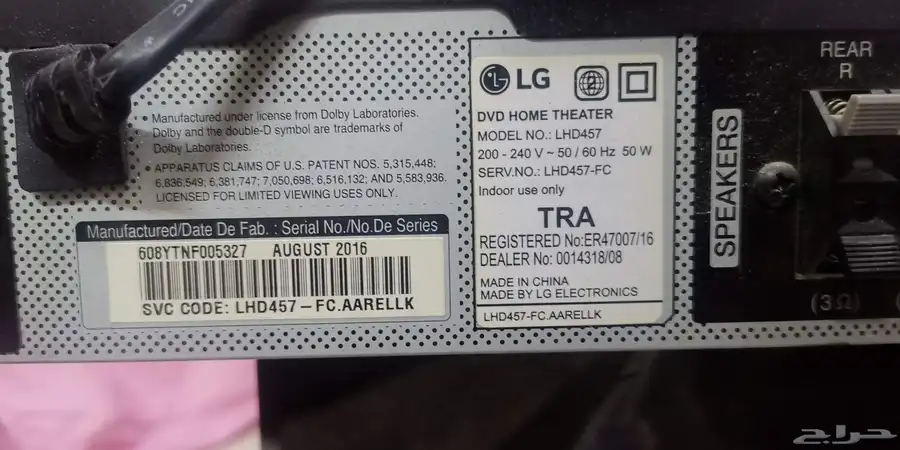 • Manufactured under license from Dolby Laboratories.
Dolby and the double-D symbol are trademarks of
Dolby Laboratories.
• APPARATUS CLAIMS OF U.S. PATENT NOS. 5,315,448;
6,836,549; 6,381,747; 7,050,698; 6,516,132; AND 5,583,936.
LICENSED FOR LIMITED VIEWING USES ONLY.
Manufactured/Date De Fab. : Serial No./No.De Series
608YTNF005327 AUGUST 2016
SVC CODE: LHD457-FC.AARELLK
LG 2
DVD HOME THEATER
MODEL NO.: LHD457
200 - 240 V ~ 50 / 60 Hz 50 W
SERV.NO.: LHD457-FC
Indoor use only
TRA
REGISTERED No:ER47007/16
DEALER No: 0014318/08
MADE IN CHINA
MADE BY LG ELECTRONICS
LHD457-FC.AARELLK
SPEAKERS
REAR
R
(3Ω)
حراج